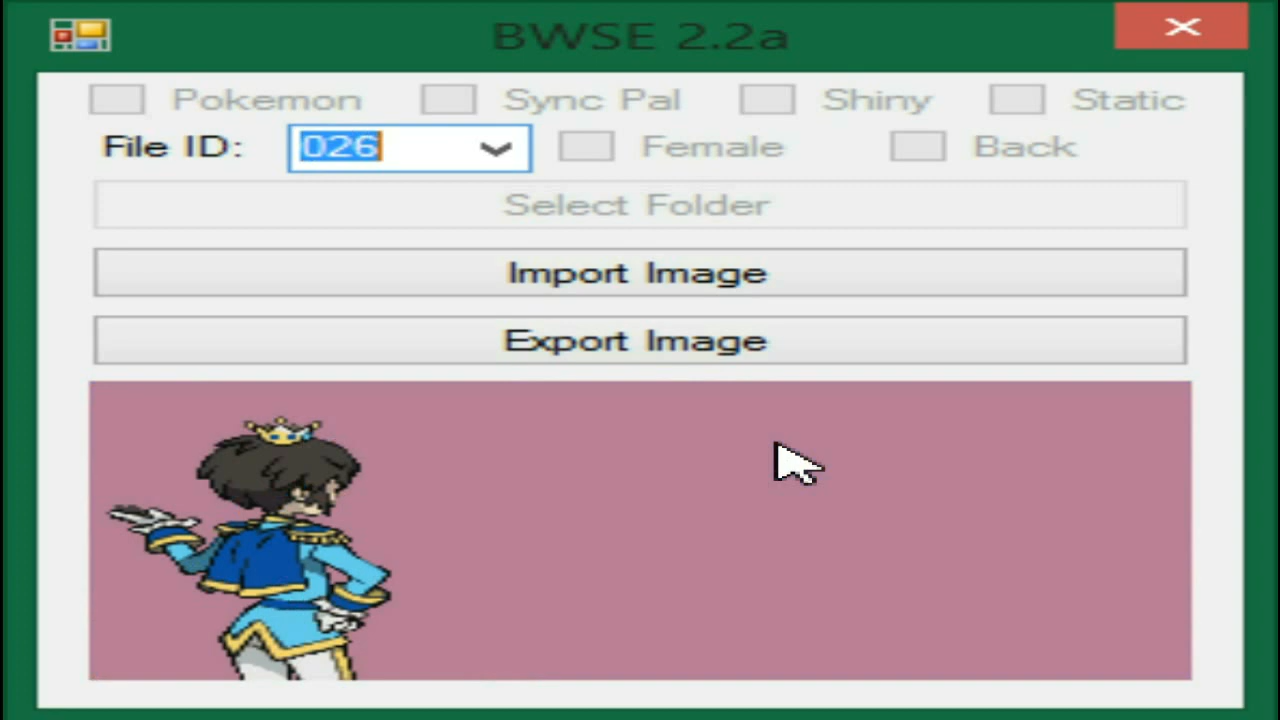 BWSE 2.2a
Pokemon Sync Pal Shiny Static
File ID: 026 Female Back
Select Folder
Import Image
Export Image